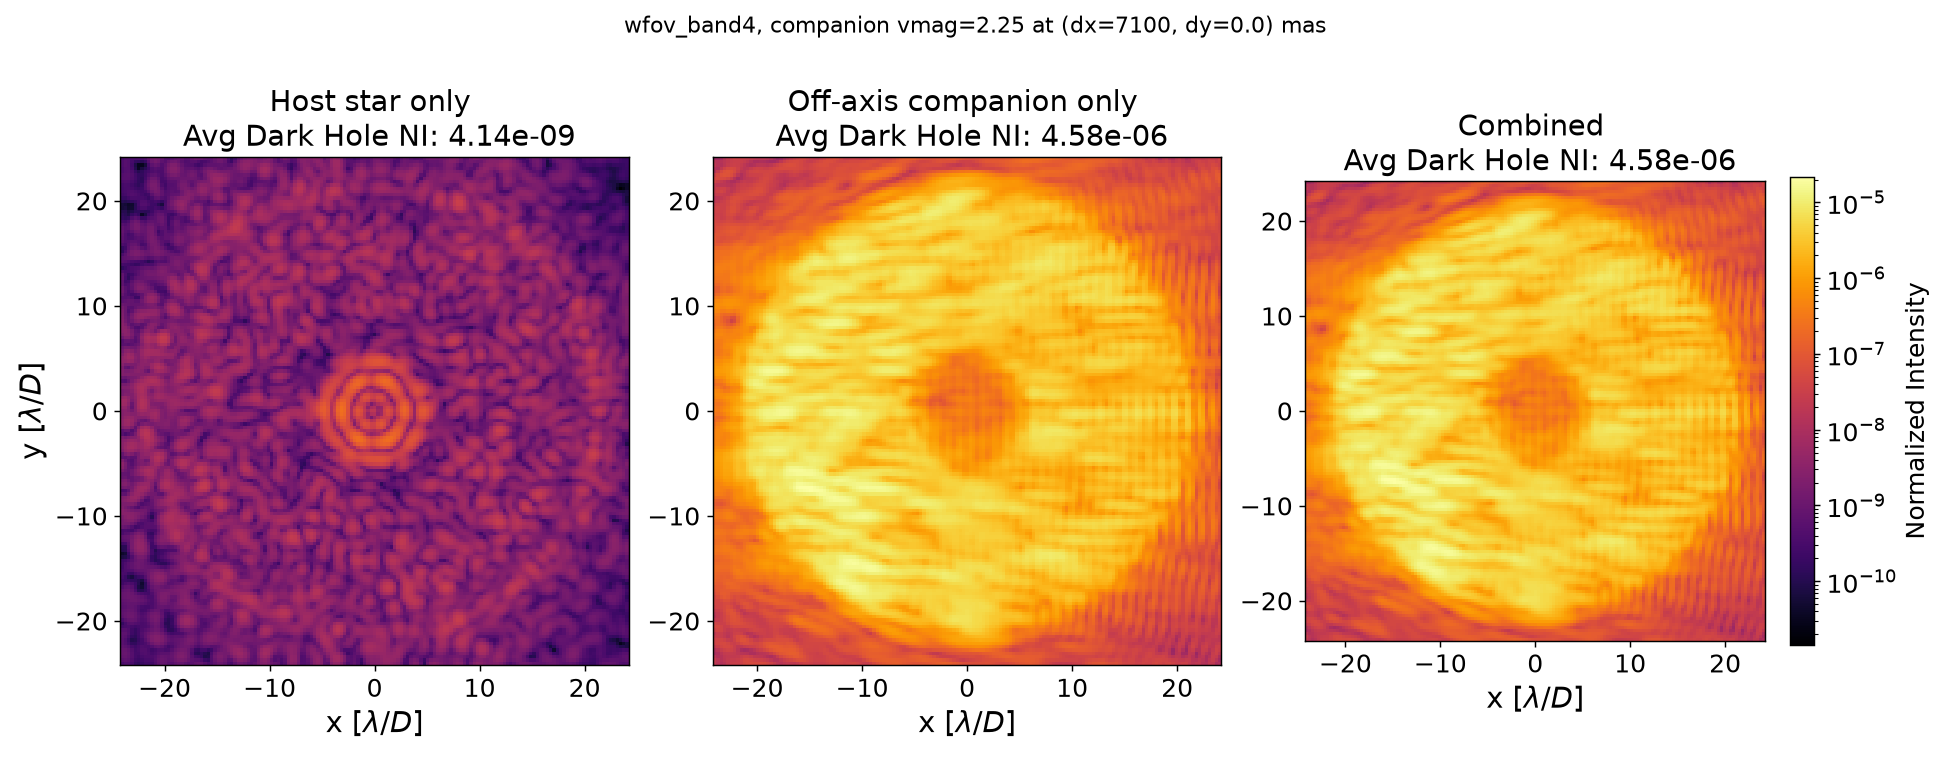 wfov_band4, companion vmag=2.25 at (dx=7100, dy=0.0) mas
Host star only
Avg Dark Hole NI: 4.14e-09
20
10
0
−10
−20
y [λ/D]
−20 −10 0 10 20
x [λ/D]
Off-axis companion only
Avg Dark Hole NI: 4.58e-06
20
10
0
−10
−20
−20 −10 0 10 20
x [λ/D]
Combined
Avg Dark Hole NI: 4.58e-06
20
10
0
−10
−20
−20 −10 0 10 20
x [λ/D]
10⁻⁵
10⁻⁶
10⁻⁷
10⁻⁸
10⁻⁹
10⁻¹⁰
Normalized Intensity